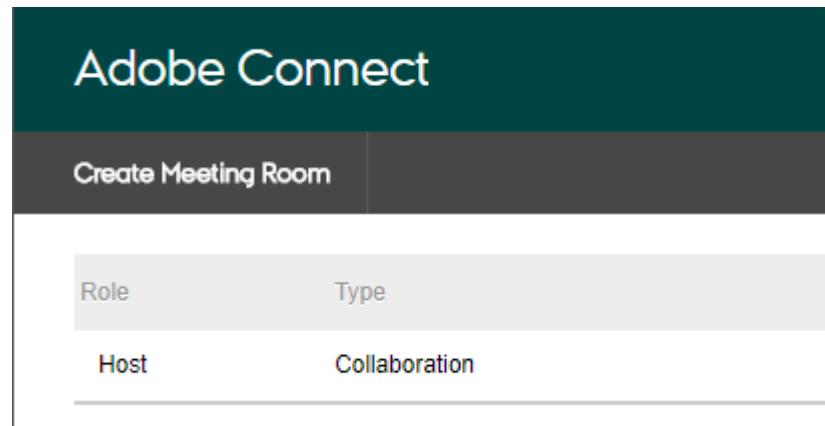 Adobe Connect
Create Meeting Room
Role Type
Host Collaboration